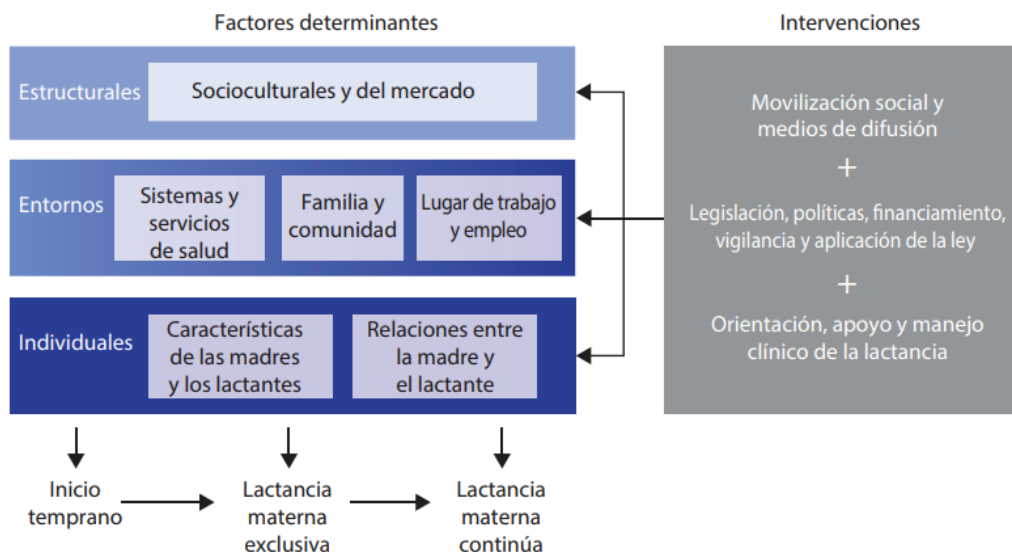 Factores determinantes
Intervenciones
Estructurales
Socioculturales y del mercado
Entornos
Sistemas y
servicios
de salud
Familia y
comunidad
Lugar de trabajo
y empleo
Individuales
Características
de las madres
y los lactantes
Relaciones entre
la madre y
el lactante
Movilización social y
medios de difusión
+
Legislación, políticas, financiamiento,
vigilancia y aplicación de la ley
+
Orientación, apoyo y manejo
clínico de la lactancia
Inicio
temprano
Lactancia
materna
exclusiva
Lactancia
materna
continúa